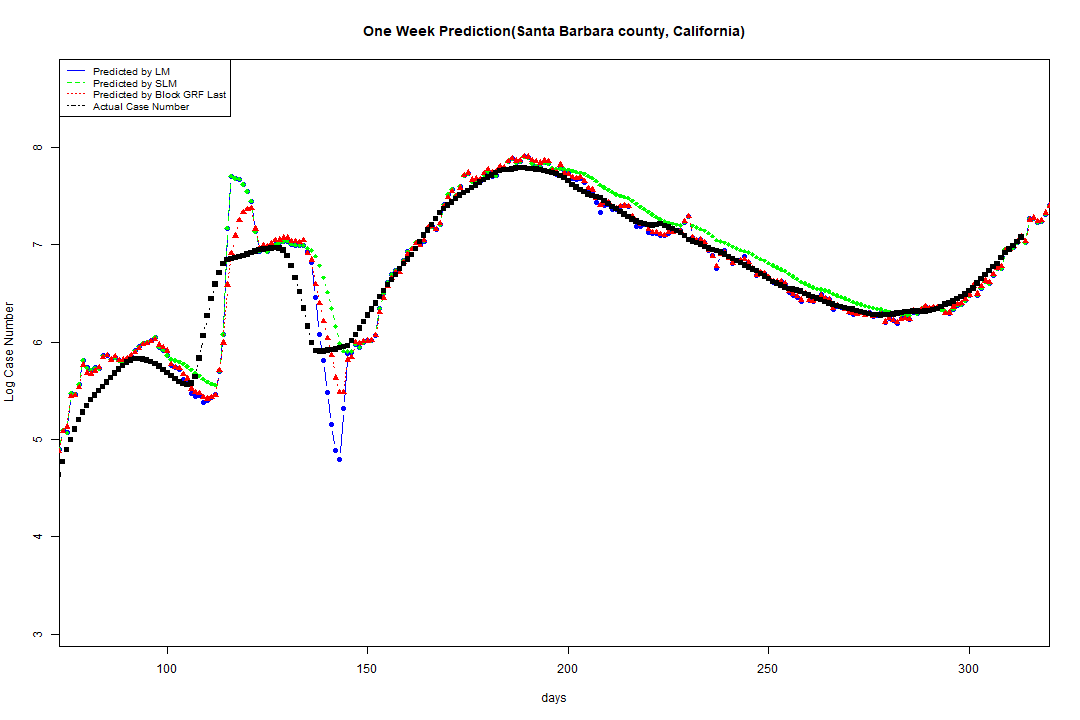 One Week Prediction(Santa Barbara county, California)
Predicted by LM
Predicted by SLM
Predicted by Block GRF Last
Actual Case Number
8
7
6
5
4
3
Log Case Number
100 150 200 250 300
days